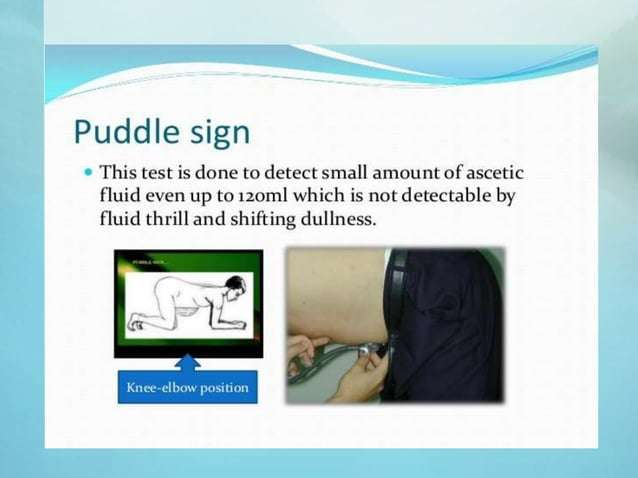 Puddle sign
• This test is done to detect small amount of ascetic
fluid even up to 120ml which is not detectable by
fluid thrill and shifting dullness.
Knee-elbow position